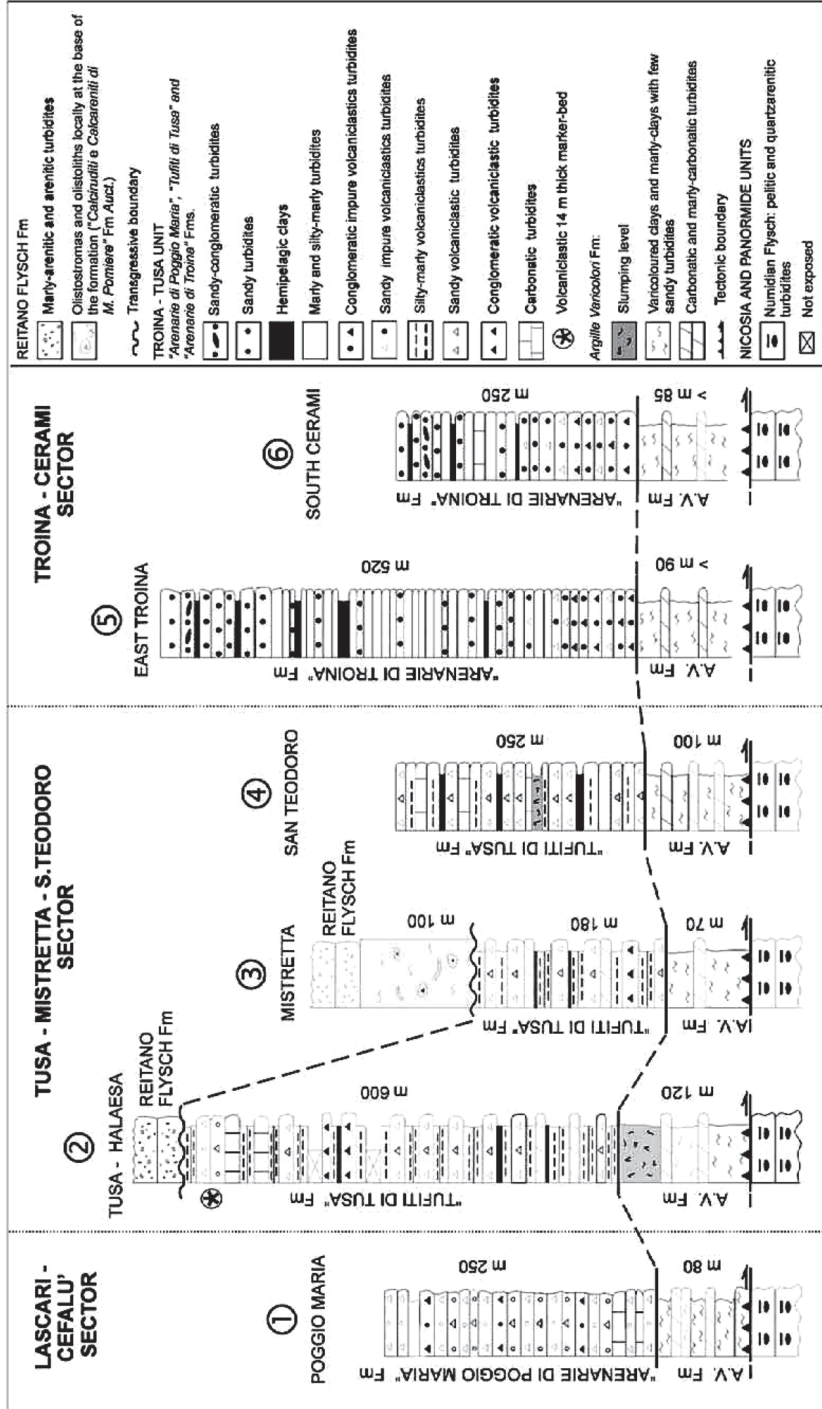 LASCARI -
CEFALU'
SECTOR
①
POGGIO MARIA
"ARENARIE DI POGGIO MARIA" Fm
m 250
A.V. Fm
m 80
TUSA - MISTRETTA - S.TEODORO
SECTOR
②
TUSA - HALAESA
REITANO
FLYSCH Fm
"TUFITI DI TUSA" Fm
m 600
A.V. Fm
m 120
③
MISTRETTA
REITANO
FLYSCH Fm
m 100
"TUFITI DI TUSA" Fm
m 180
A.V. Fm
m 70
④
SAN TEODORO
"TUFITI DI TUSA" Fm
m 250
A.V. Fm
m 100
TROINA - CERAMI
SECTOR
⑤
EAST TROINA
"ARENARIE DI TROINA" Fm
m 520
A.V. Fm
> m 90
⑥
SOUTH CERAMI
"ARENARIE DI TROINA" Fm
m 250
A.V. Fm
> m 85
REITANO FLYSCH Fm
Marly-arenitic and arenitic turbidites
Olistostromas and olistoliths locally at the base of
the formation ("Calciruditi e Calcareniti di
M. Pomiere" Fm Auct.)
Transgressive boundary
TROINA - TUSA UNIT
"Arenarie di Poggio Maria", "Tufiti di Tusa" and
"Arenarie di Troina" Fms.
Sandy-conglomeratic turbidites
Sandy turbidites
Hemipelagic clays
Marly and silty-marly turbidites
Conglomeratic impure volcaniclastics turbidites
Sandy impure volcaniclastics turbidites
Silty-marly volcaniclastics turbidites
Sandy volcaniclastic turbidites
Conglomeratic volcaniclastic turbidites
Carbonatic turbidites
Volcaniclastic 14 m thick marker-bed
Argille Varicolori Fm:
Slumping level
Varicoloured clays and marly-clays with few
sandy turbidites
Carbonatic and marly-carbonatic turbidites
Tectonic boundary
NICOSIA AND PANORMIDE UNITS
Numidian Flysch: pelitic and quartzarenitic
turbidites
Not exposed